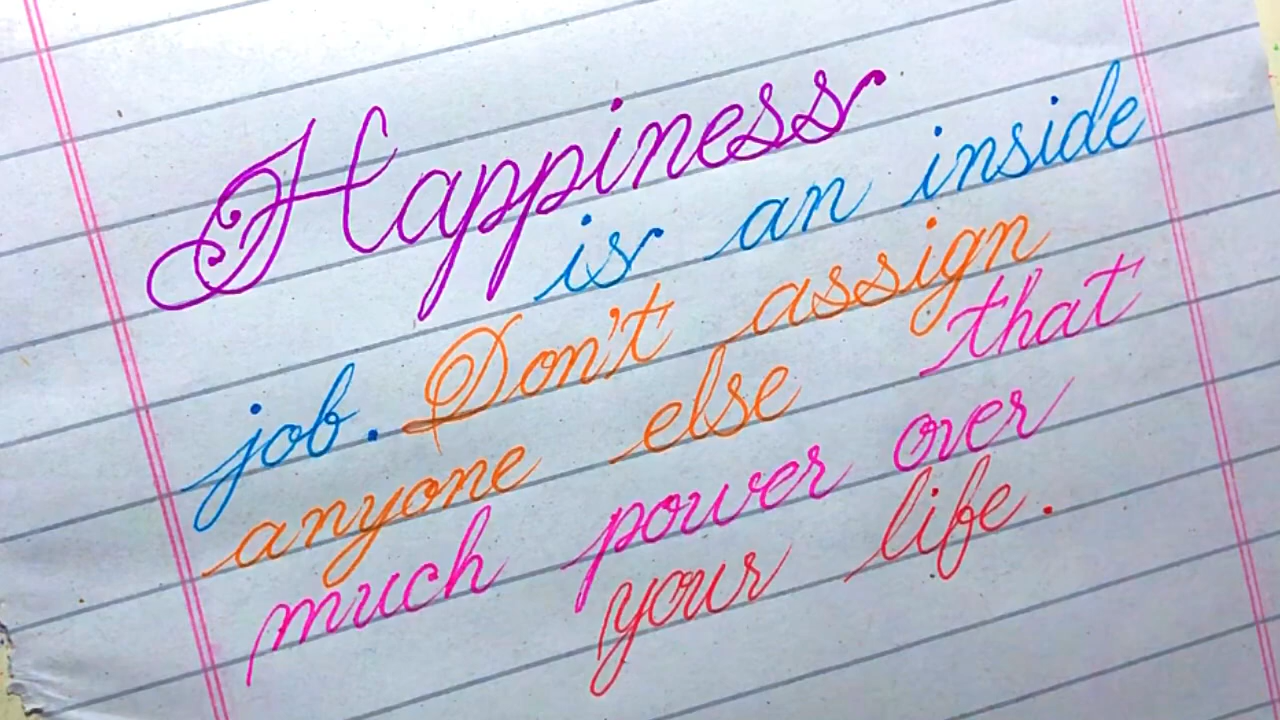 Happiness
is an inside
job. Don't assign
anyone else that
much power over
your life.